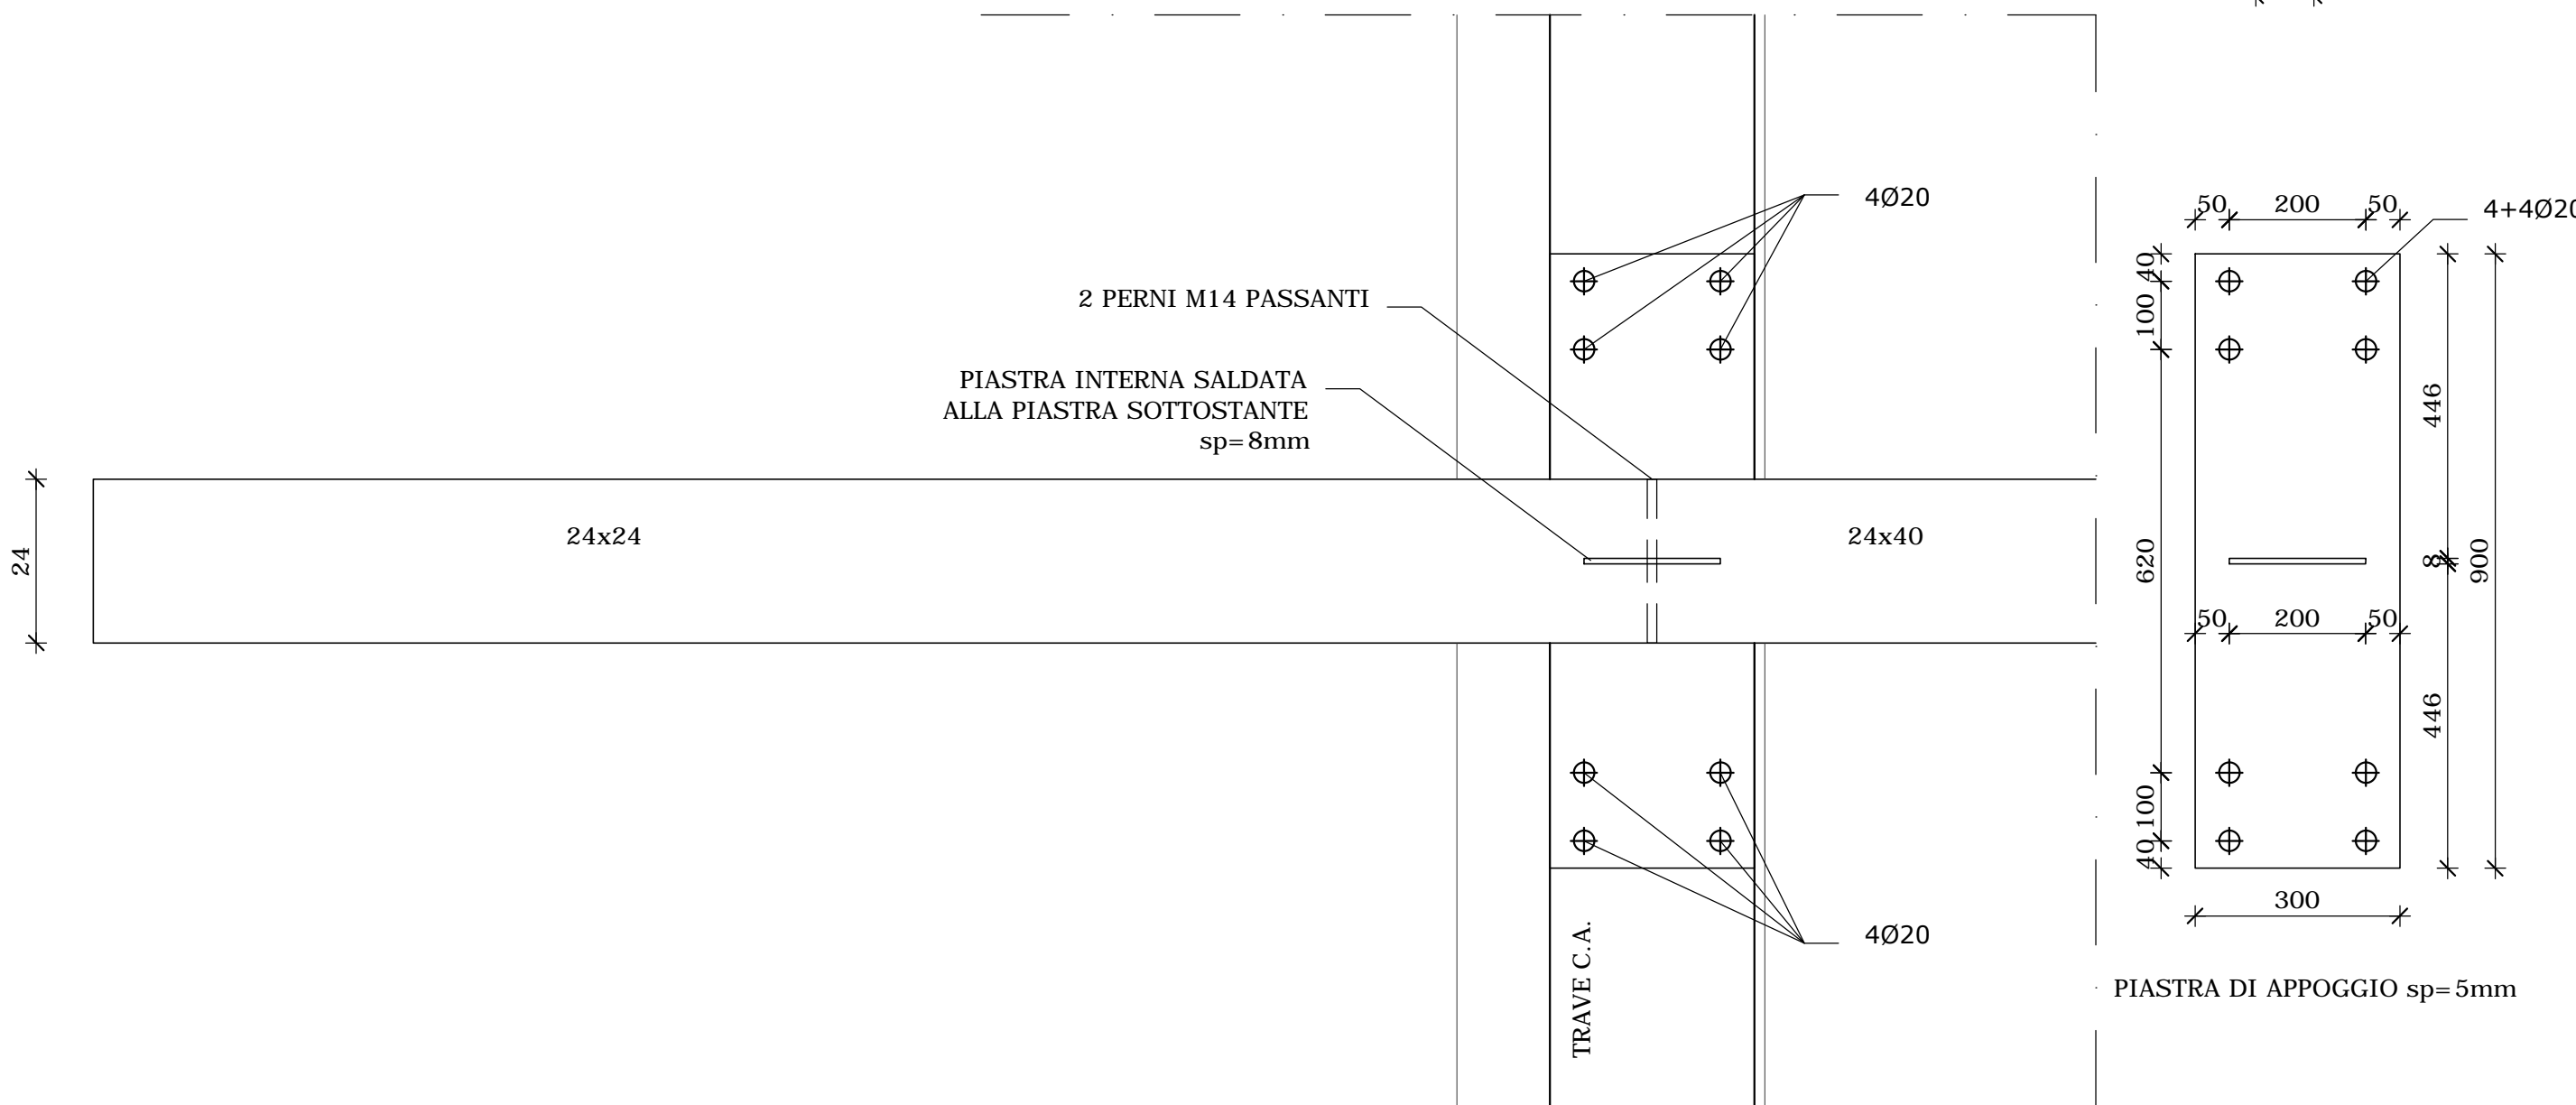 4Ø20
2 PERNI M14 PASSANTI
PIASTRA INTERNA SALDATA
ALLA PIASTRA SOTTOSTANTE
sp=8mm
24
24x24
24x40
4Ø20
TRAVE C.A.
50
200
50
4+4Ø20
40
100
620
100
40
446
8
446
900
50
200
50
300
PIASTRA DI APPOGGIO sp=5mm